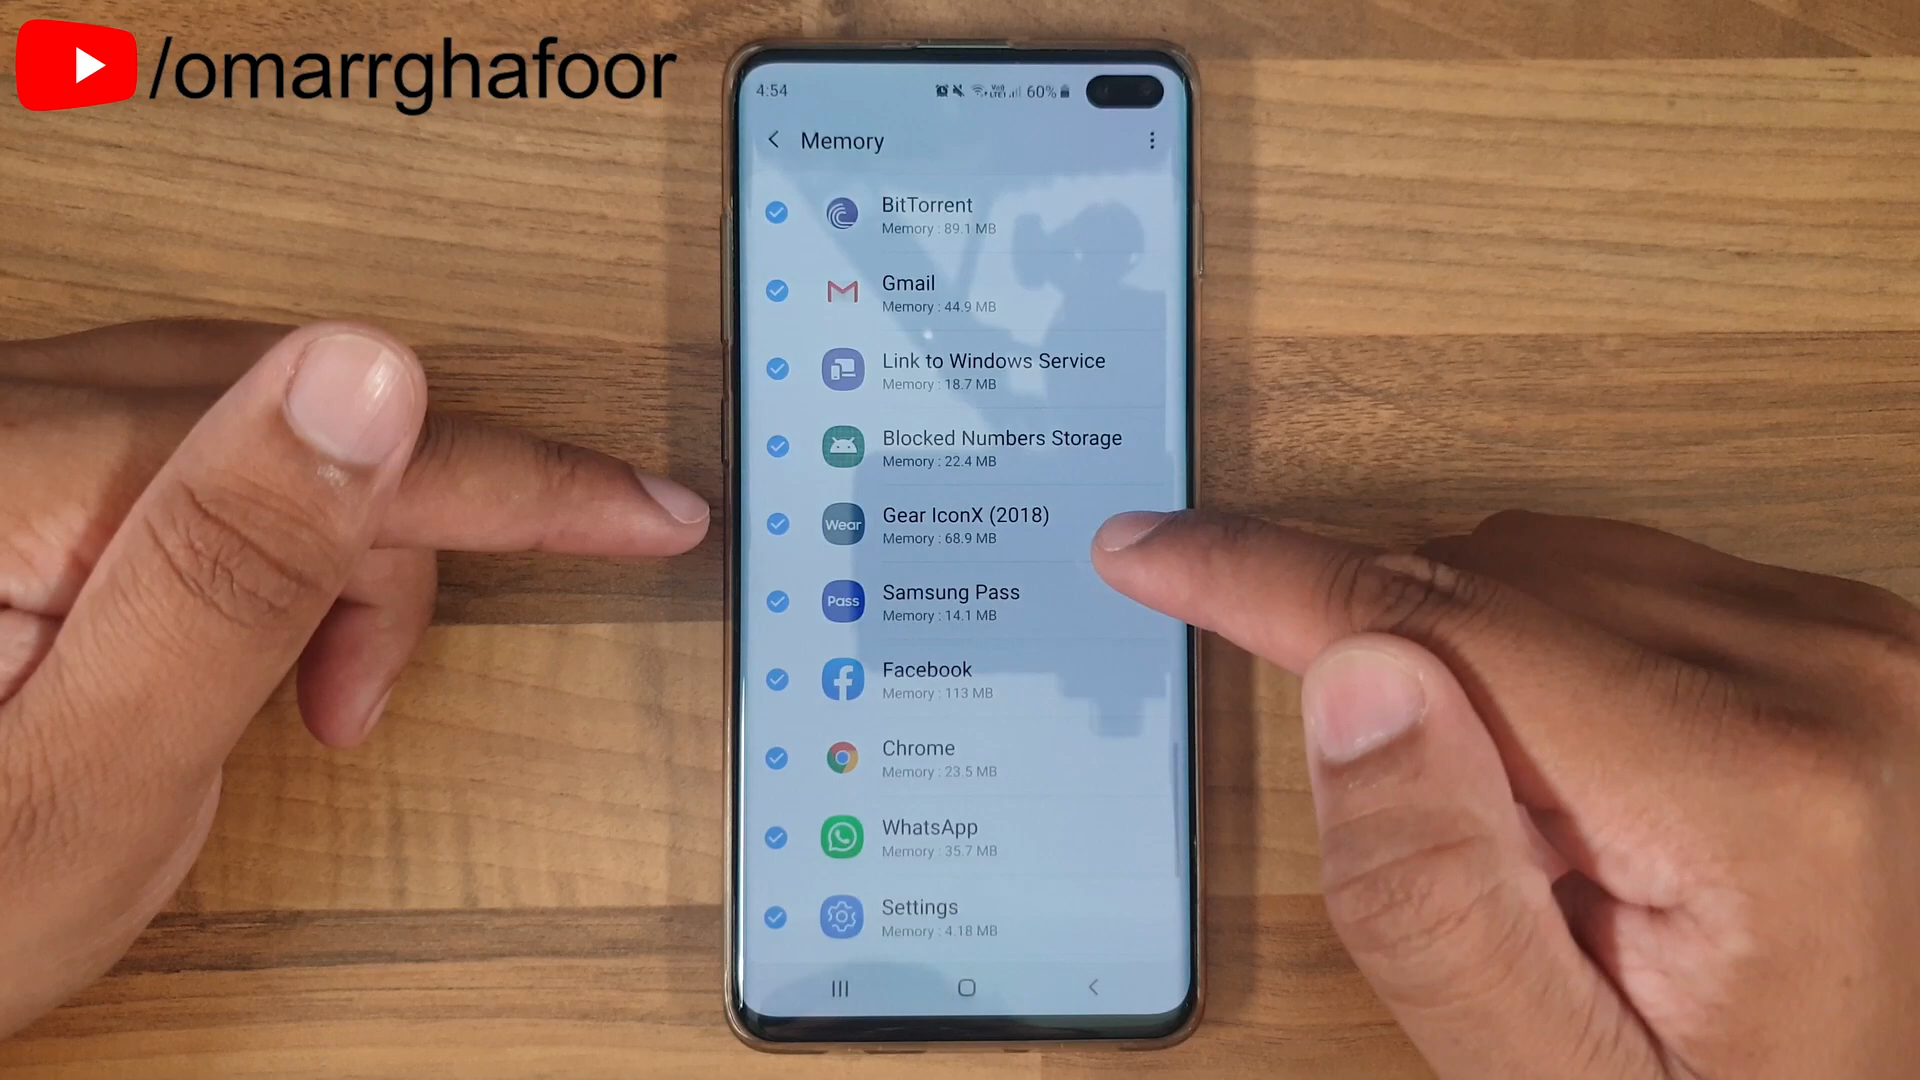 /omarrghafoor
4:54
60%
Memory
BitTorrent
Memory : 89.1 MB
Gmail
Memory : 44.9 MB
Link to Windows Service
Memory : 18.7 MB
Blocked Numbers Storage
Memory : 22.4 MB
Wear
Gear IconX (2018)
Memory : 68.9 MB
Pass
Samsung Pass
Memory : 14.1 MB
Facebook
Memory : 113 MB
Chrome
Memory : 23.5 MB
WhatsApp
Memory : 35.7 MB
Settings
Memory : 4.18 MB